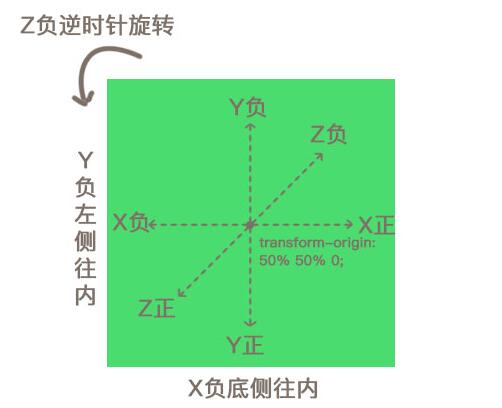 Z负逆时针旋转
Y负
Z负
Y负左侧往内
X负
X正
transform-origin:
50% 50% 0;
Z正
Y正
X负底侧往内